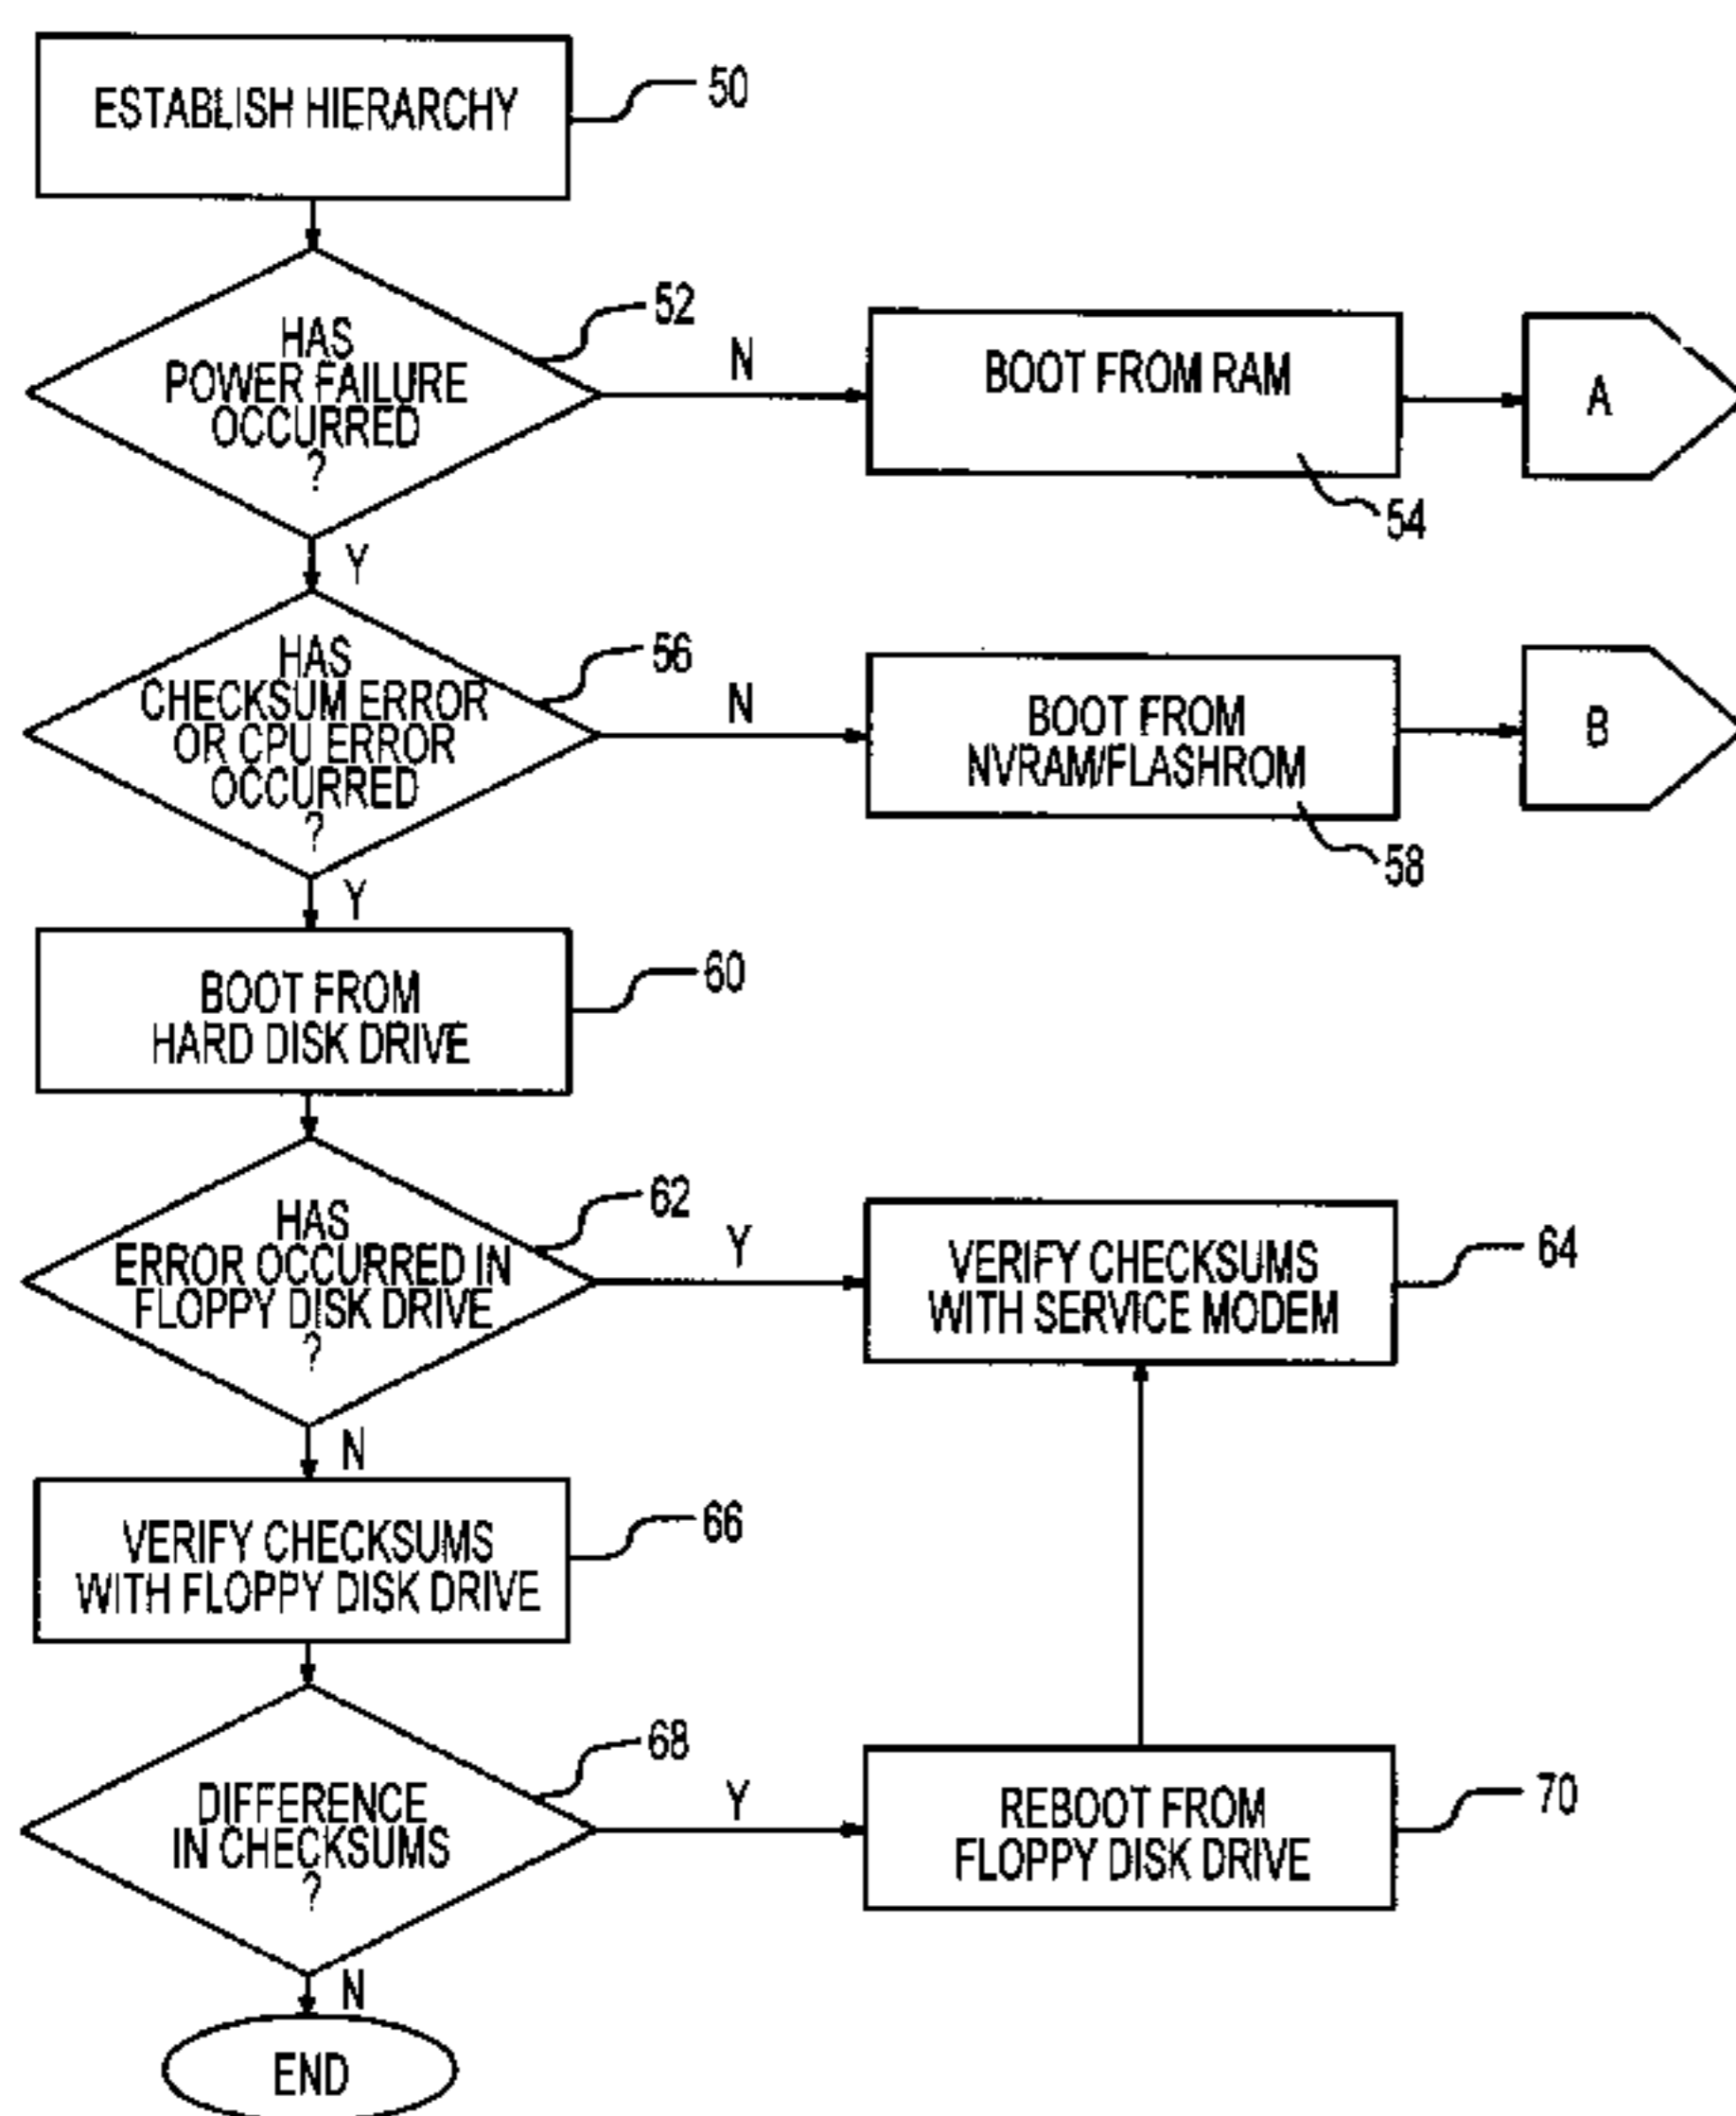 ESTABLISH HIERARCHY
50
HAS
POWER FAILURE
OCCURRED
?
52
N
Y
BOOT FROM RAM
54
A
HAS
CHECKSUM ERROR
OR CPU ERROR
OCCURRED
?
56
N
Y
BOOT FROM
NVRAM/FLASHROM
58
B
BOOT FROM
HARD DISK DRIVE
60
HAS
ERROR OCCURRED IN
FLOPPY DISK DRIVE
?
62
Y
N
VERIFY CHECKSUMS
WITH SERVICE MODEM
64
VERIFY CHECKSUMS
WITH FLOPPY DISK DRIVE
66
DIFFERENCE
IN CHECKSUMS
?
68
Y
N
REBOOT FROM
FLOPPY DISK DRIVE
70
END